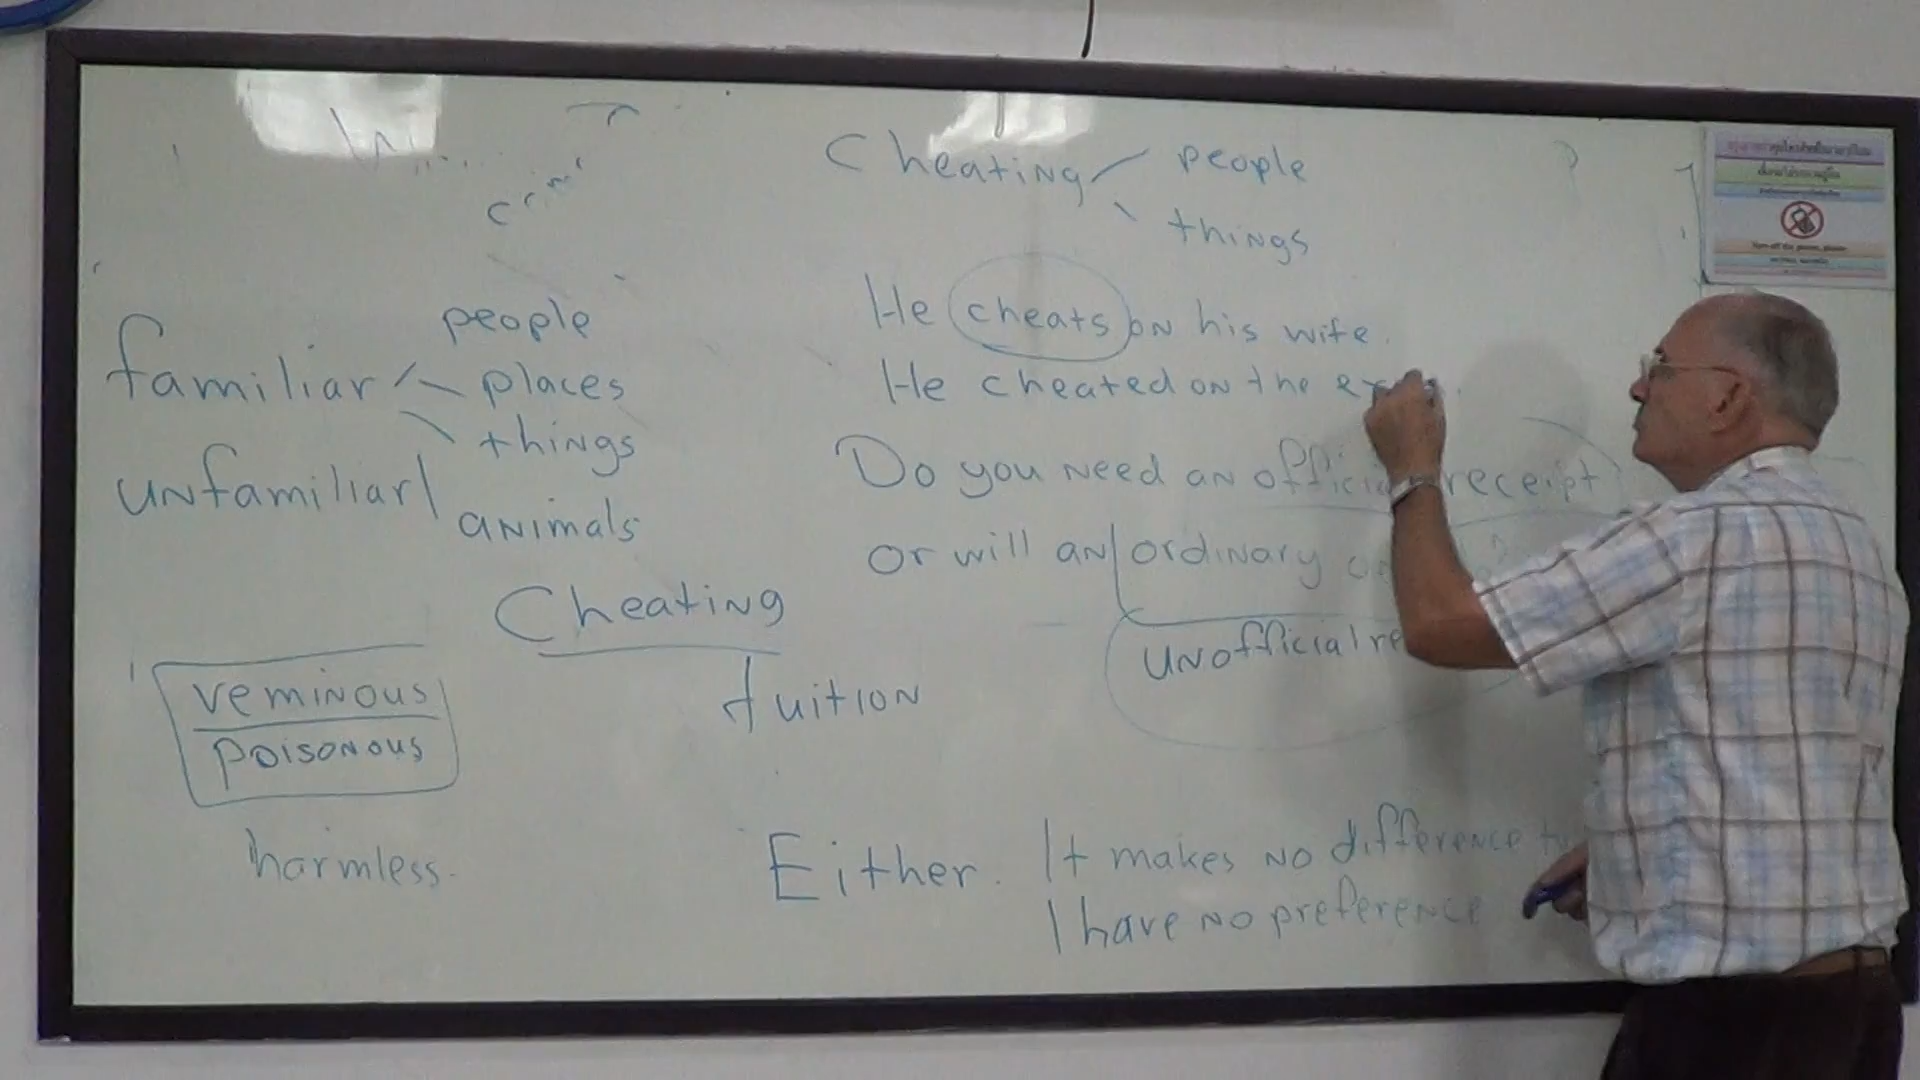 Cheating people
things
He cheats on his wife.
He cheated on the
Do you need an official receipt
or will an ordinary
unofficial
familiar people
places
things
unfamiliar animals
Cheating
tuition
veminous
poisonous
harmless.
Either. It makes no difference
I have no preference